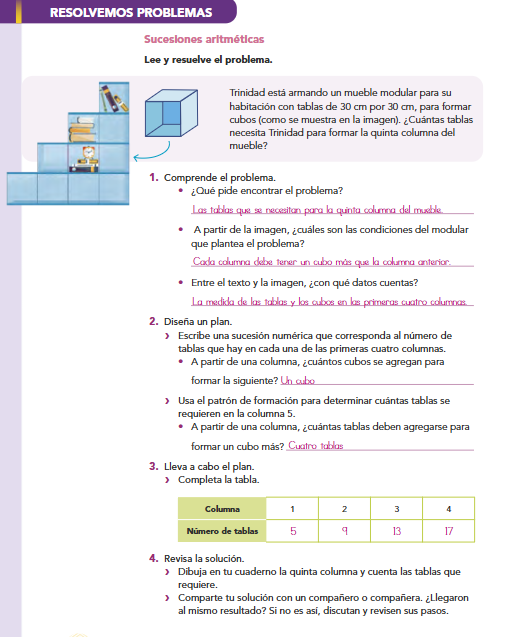 RESOLVEMOS PROBLEMAS
Sucesiones aritméticas
Lee y resuelve el problema.
Trinidad está armando un mueble modular para su
habitación con tablas de 30 cm por 30 cm, para formar
cubos (como se muestra en la imagen). ¿Cuántas tablas
necesita Trinidad para formar la quinta columna del
mueble?
1. Comprende el problema.
• ¿Qué pide encontrar el problema?
Las tablas que se necesitan para la quinta columna del mueble.
• A partir de la imagen, ¿cuáles son las condiciones del modular
que plantea el problema?
Cada columna debe tener un cubo más que la columna anterior.
• Entre el texto y la imagen, ¿con qué datos cuentas?
La medida de las tablas y los cubos en las primeras cuatro columnas.
2. Diseña un plan.
› Escribe una sucesión numérica que corresponda al número de
tablas que hay en cada una de las primeras cuatro columnas.
• A partir de una columna, ¿cuántos cubos se agregan para
formar la siguiente? Un cubo
› Usa el patrón de formación para determinar cuántas tablas se
requieren en la columna 5.
• A partir de una columna, ¿cuántas tablas deben agregarse para
formar un cubo más? Cuatro tablas
3. Lleva a cabo el plan.
› Completa la tabla.
Columna 1 2 3 4
Número de tablas 5 9 13 17
4. Revisa la solución.
› Dibuja en tu cuaderno la quinta columna y cuenta las tablas que
requiere.
› Comparte tu solución con un compañero o compañera. ¿Llegaron
al mismo resultado? Si no es así, discutan y revisen sus pasos.